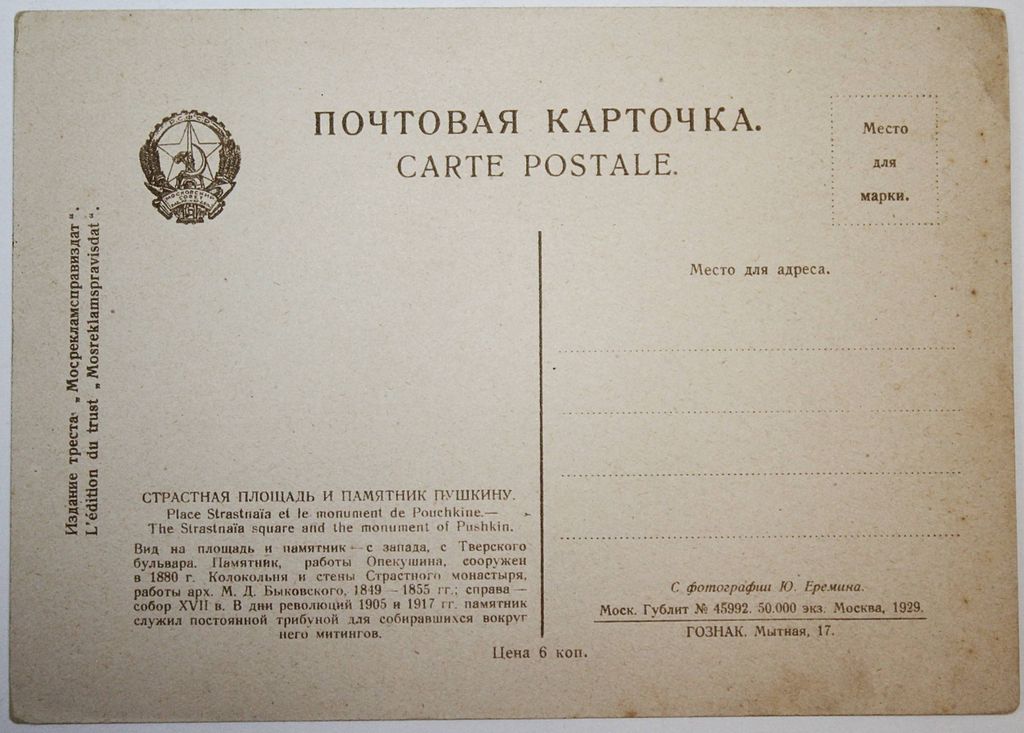 ПОЧТОВАЯ КАРТОЧКА.
CARTE POSTALE.
Место
для
марки.
РСФСР
МОСКОВСКИЙ
СОВЕТ
Издание треста „Мосрекламсправиздат“.
L'édition du trust „Mosreklamspravisdat“.
Место для адреса.
СТРАСТНАЯ ПЛОЩАДЬ И ПАМЯТНИК ПУШКИНУ.
Place Strastnaïa et le monument de Pouchkine.—
The Strastnaïa square and the monument of Pushkin.
Вид на площадь и памятник—с запада, с Тверского
бульвара. Памятник, работы Опекушина, сооружен
в 1880 г. Колокольня и стены Страстного монастыря,
работы арх. М. Д. Быковского, 1849—1855 гг.; справа—
собор XVII в. В дни революций 1905 и 1917 гг. памятник
служил постоянной трибуной для собиравшихся вокруг
него митингов.
С фотографии Ю. Еремина.
Моск. Гублит № 45992. 50.000 экз. Москва, 1929.
ГОЗНАК. Мытная, 17.
Цена 6 коп.